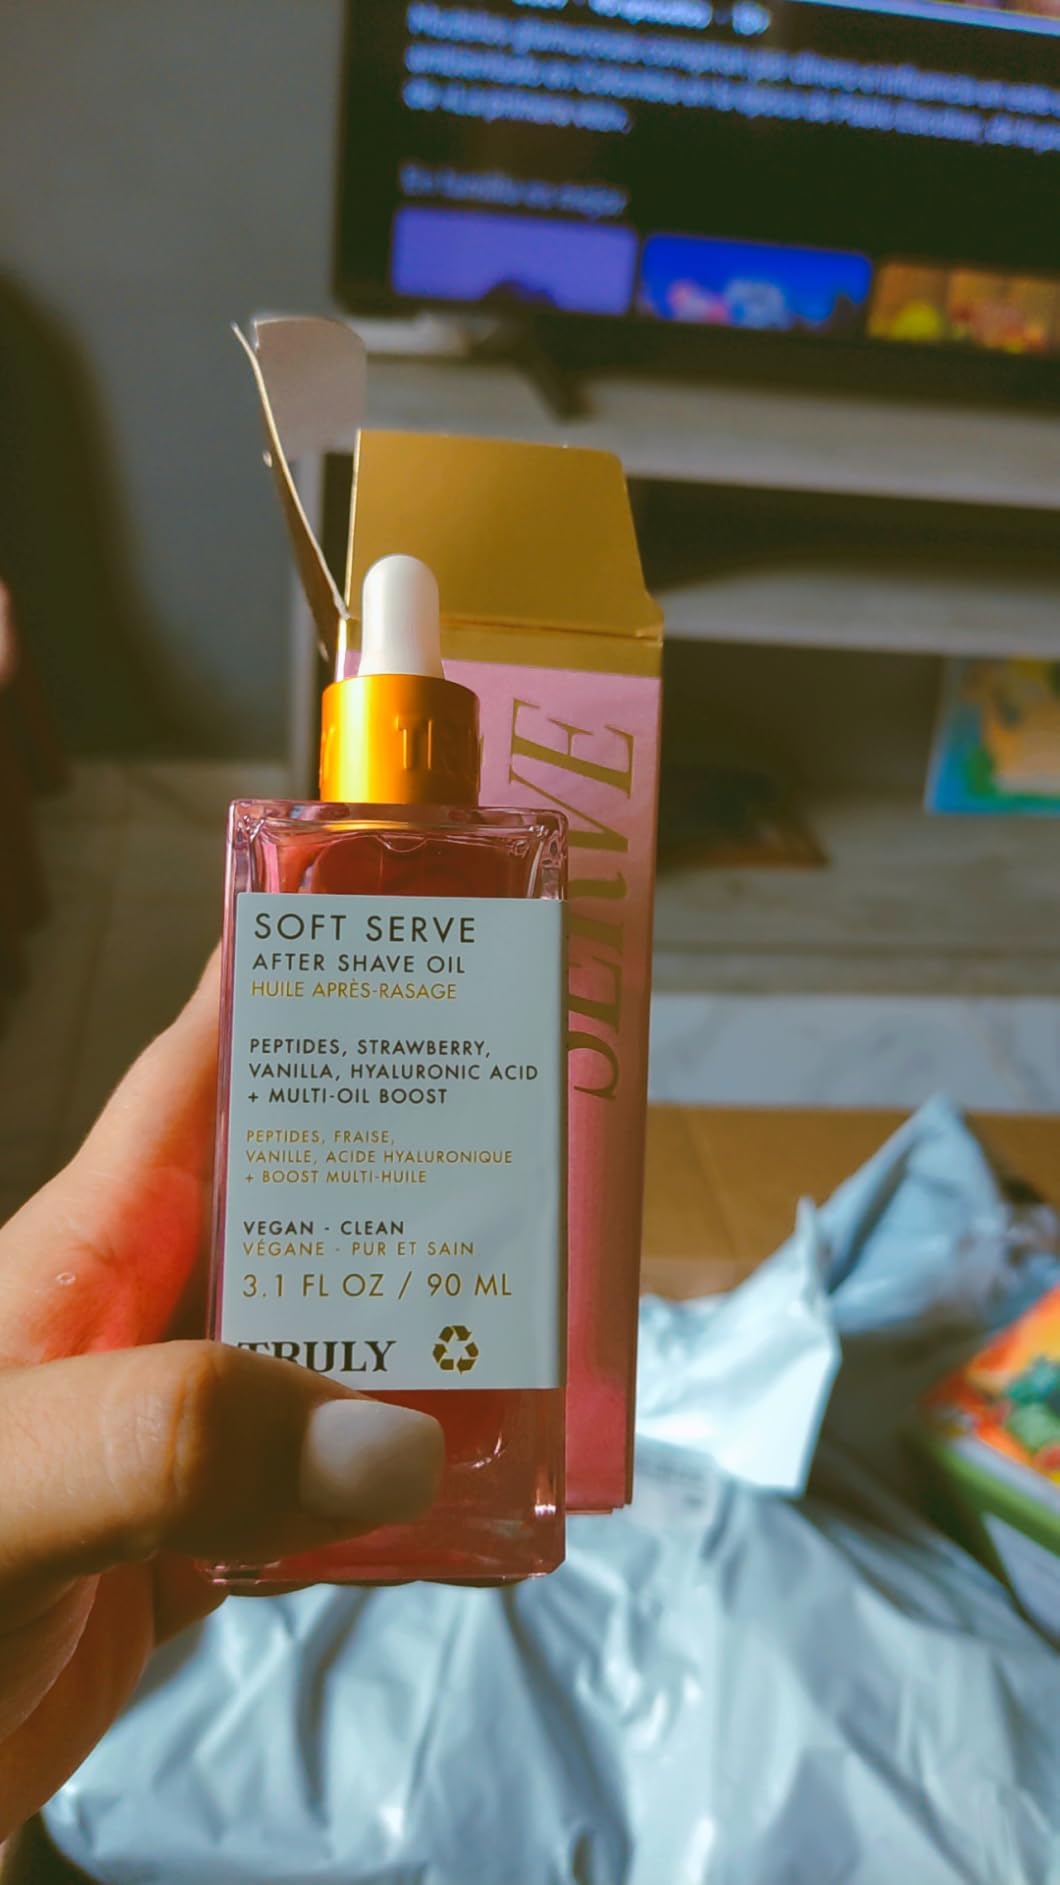 SERVE
SOFT SERVE
AFTER SHAVE OIL
HUILE APRÈS-RASAGE
PEPTIDES, STRAWBERRY,
VANILLA, HYALURONIC ACID
+ MULTI-OIL BOOST
PEPTIDES, FRAISE,
VANILLE, ACIDE HYALURONIQUE
+ BOOST MULTI-HUILE
VEGAN - CLEAN
VÉGANE - PUR ET SAIN
3.1 FL OZ / 90 ML
TRULY